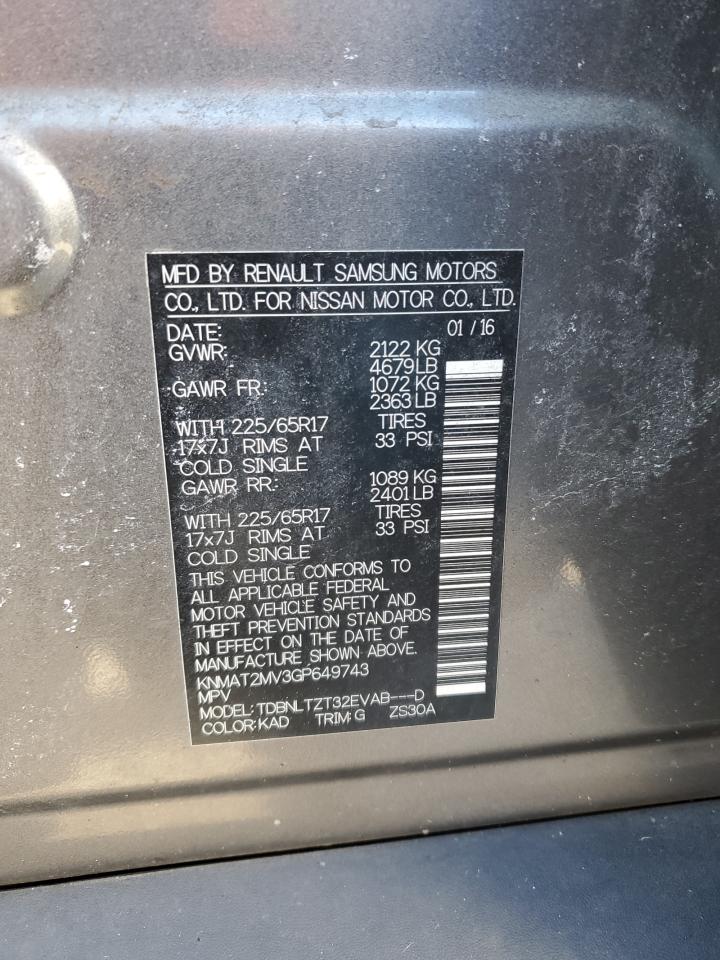 MFD BY RENAULT SAMSUNG MOTORS
CO., LTD. FOR NISSAN MOTOR CO., LTD.
DATE: 01 / 16
GVWR: 2122 KG
4679LB
GAWR FR: 1072 KG
2363 LB
WITH 225/65R17 TIRES
17x7J RIMS AT 33 PSI
COLD SINGLE
GAWR RR: 1089 KG
2401 LB
WITH 225/65R17 TIRES
17x7J RIMS AT 33 PSI
COLD SINGLE
THIS VEHICLE CONFORMS TO
ALL APPLICABLE FEDERAL
MOTOR VEHICLE SAFETY AND
THEFT PREVENTION STANDARDS
IN EFFECT ON THE DATE OF
MANUFACTURE SHOWN ABOVE.
KNMAT2MV3GP649743
MPV
MODEL: TDBNLTZT32EVAB---D
COLOR: KAD TRIM: G ZS30A